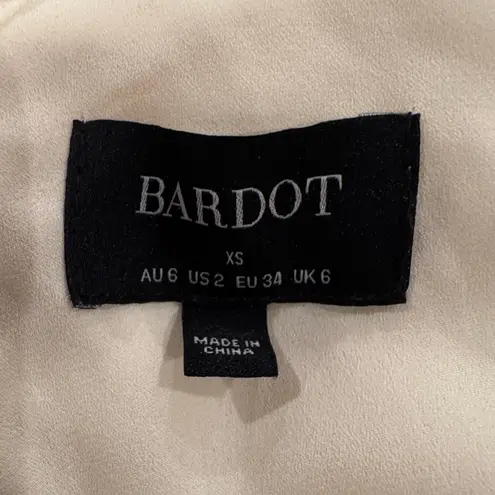 BARDOT
XS
AU 6 US 2 EU 34 UK 6
MADE IN
CHINA